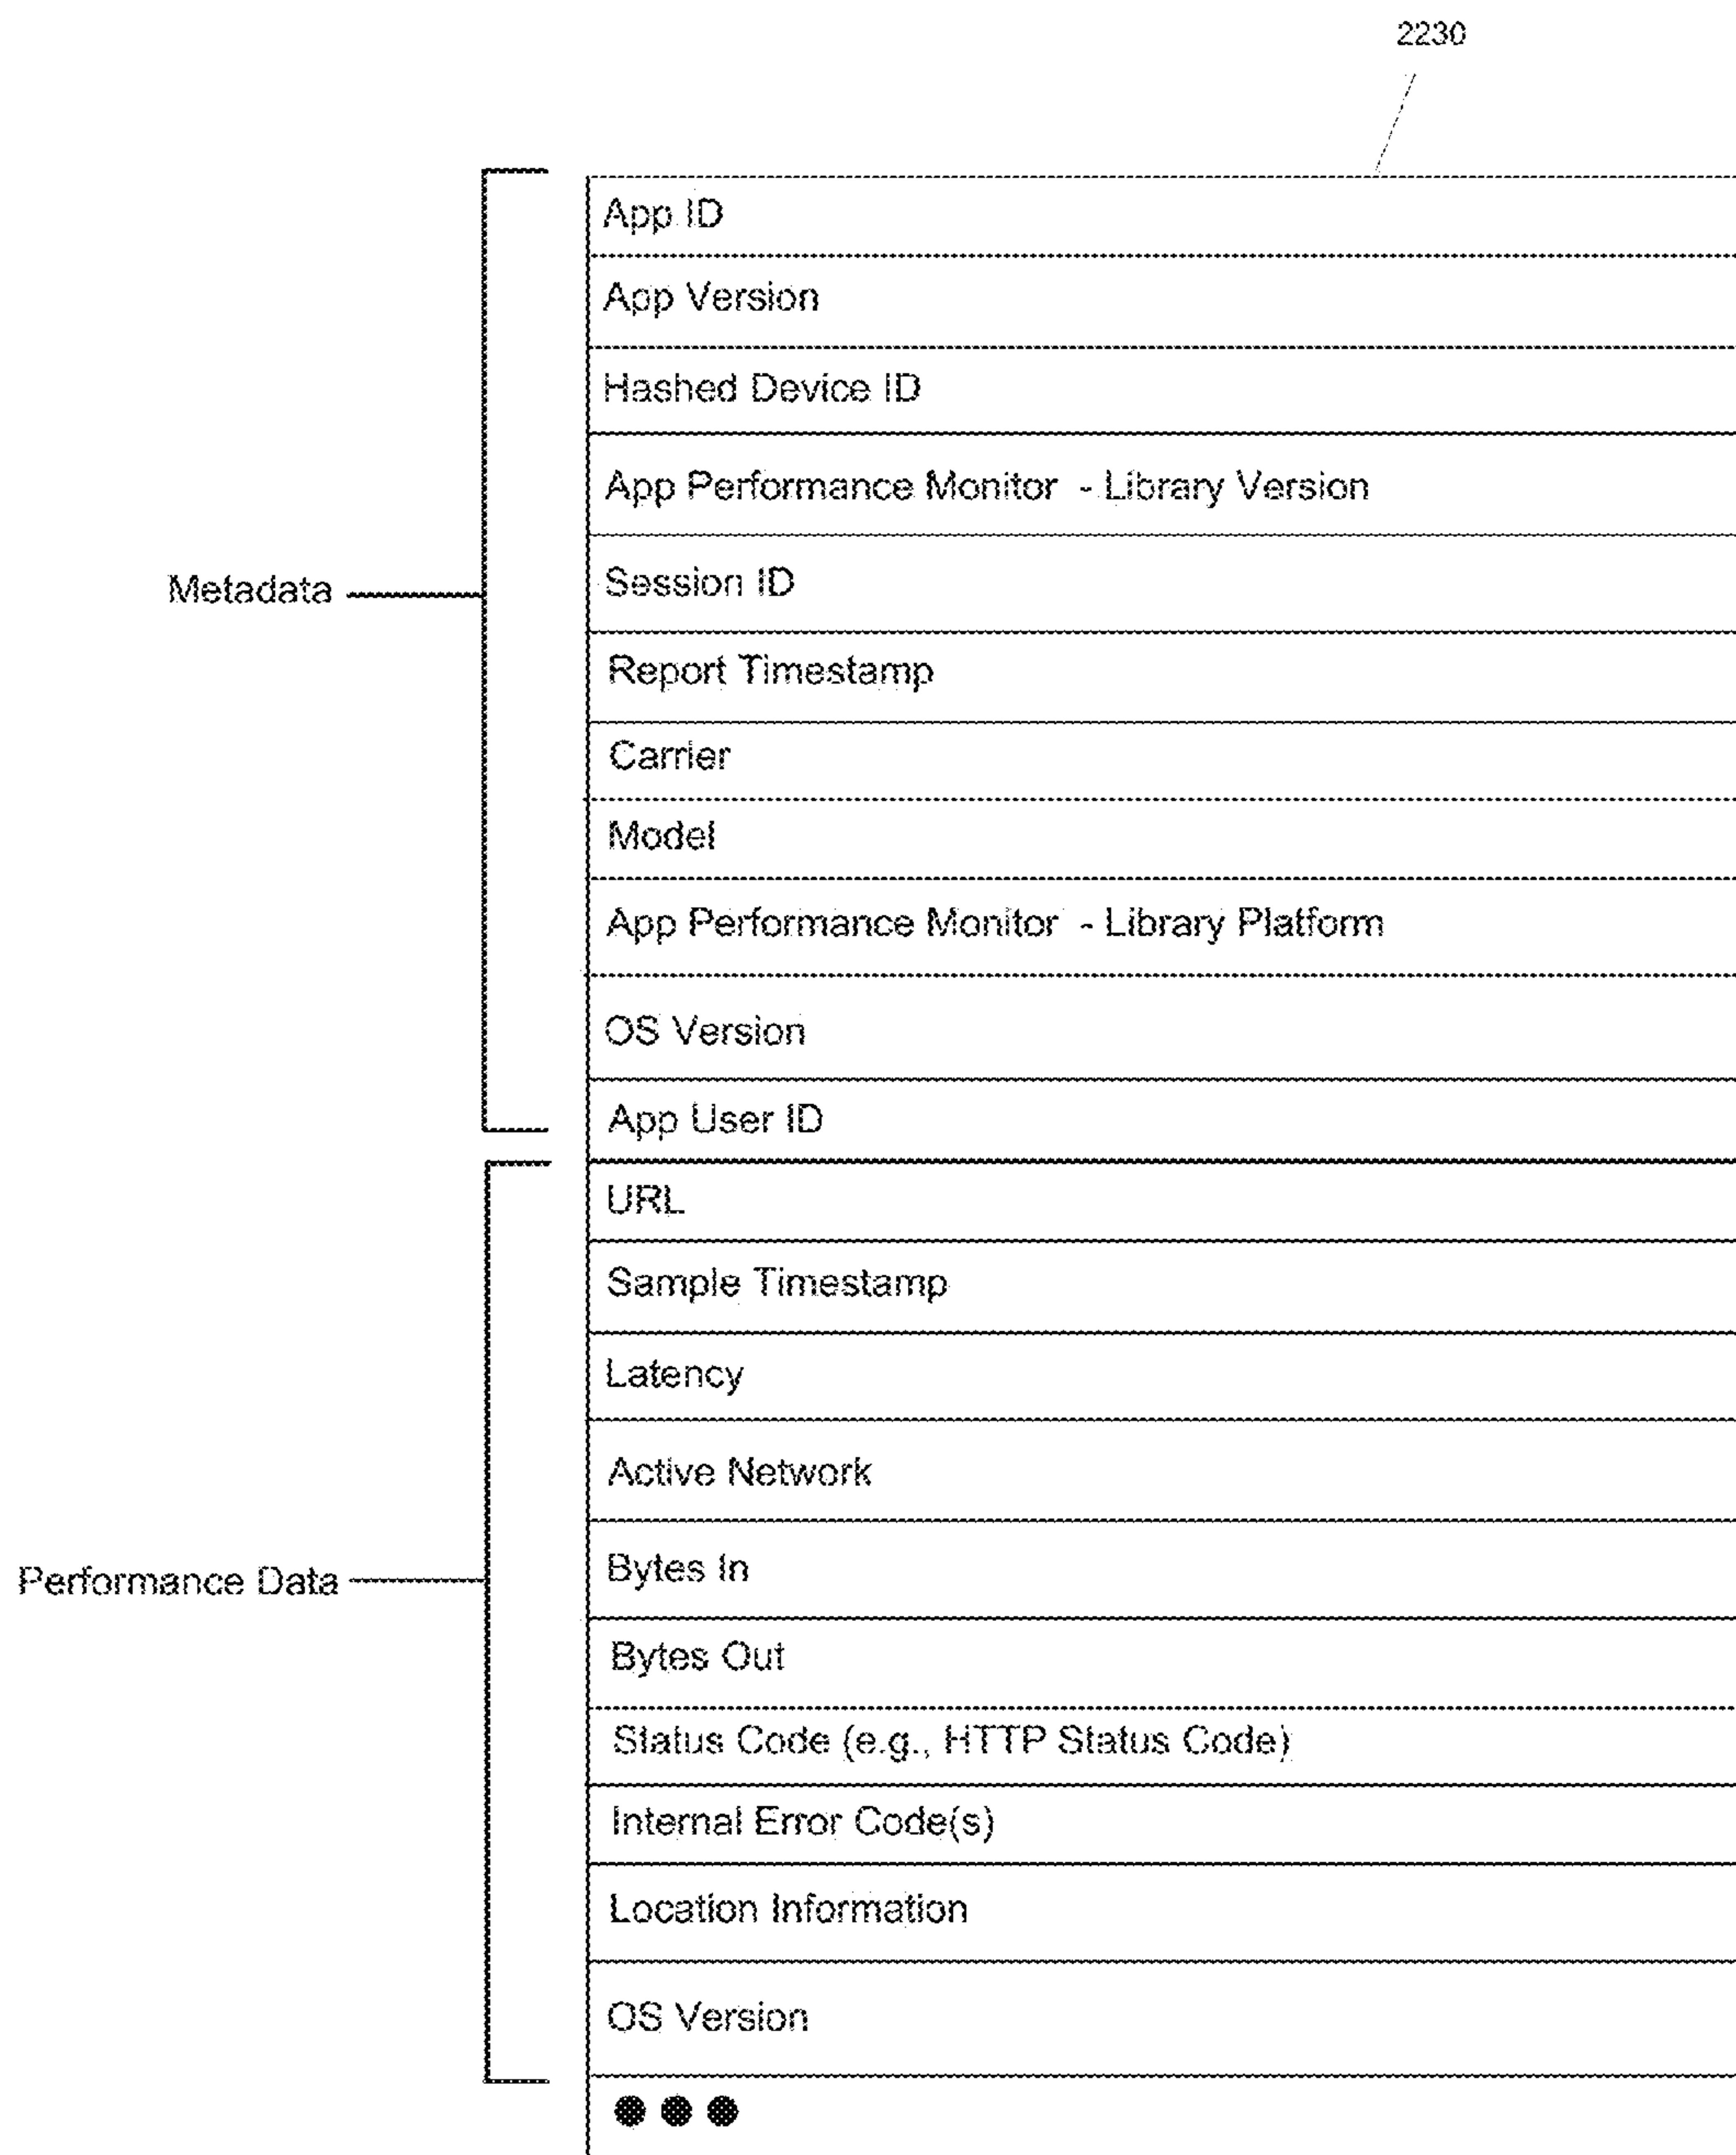 2230
App ID
App Version
Hashed Device ID
App Performance Monitor - Library Version
Metadata
Session ID
Report Timestamp
Carrier
Model
App Performance Monitor - Library Platform
OS Version
App User ID
URL
Sample Timestamp
Latency
Active Network
Performance Data
Bytes In
Bytes Out
Status Code (e.g., HTTP Status Code)
Internal Error Code(s)
Location Information
OS Version